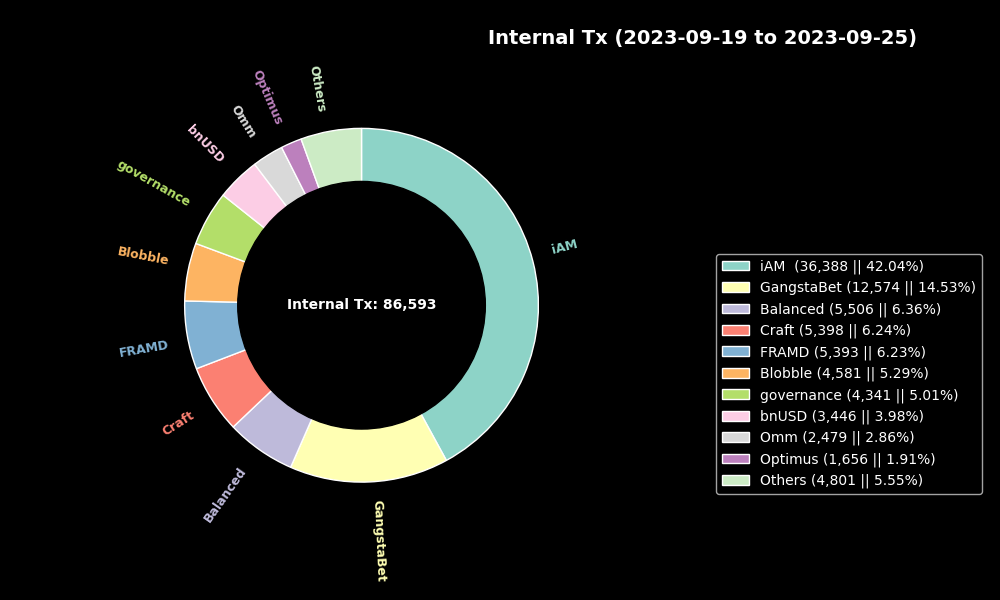 Internal Tx (2023-09-19 to 2023-09-25)
Others
Optimus
Omm
bnUSD
governance
Blobble
FRAMD
Craft
Balanced
GangstaBet
iAM
Internal Tx: 86,593
iAM  (36,388 || 42.04%)
GangstaBet (12,574 || 14.53%)
Balanced (5,506 || 6.36%)
Craft (5,398 || 6.24%)
FRAMD (5,393 || 6.23%)
Blobble (4,581 || 5.29%)
governance (4,341 || 5.01%)
bnUSD (3,446 || 3.98%)
Omm (2,479 || 2.86%)
Optimus (1,656 || 1.91%)
Others (4,801 || 5.55%)